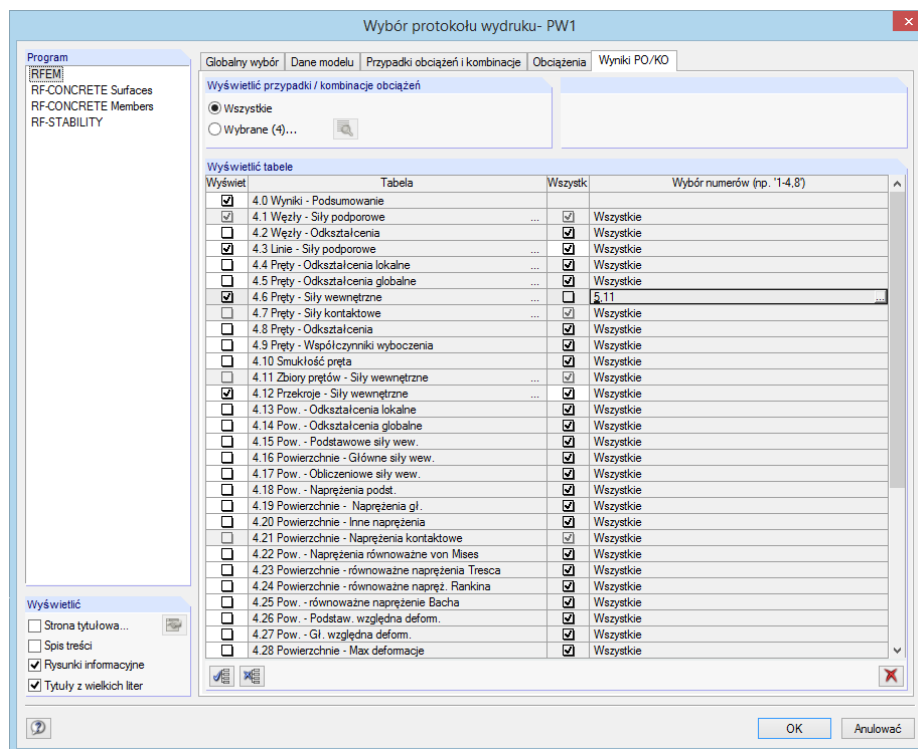 Wybór protokołu wydruku- PW1
Program
RFEM
RF-CONCRETE Surfaces
RF-CONCRETE Members
RF-STABILITY
Globalny wybór Dane modelu Przypadki obciążeń i kombinacje Obciążenia Wyniki PO/KO
Wyświetlić przypadki / kombinacje obciążeń
Wszystkie
Wybrane (4)...
Wyświetlić tabele
Wyświet Tabela Wszystk Wybór numerów (np. '1-4,8')
4.0 Wyniki - Podsumowanie
4.1 Węzły - Siły podporowe ... Wszystkie
4.2 Węzły - Odkształcenia Wszystkie
4.3 Linie - Siły podporowe ... Wszystkie
4.4 Pręty - Odkształcenia lokalne ... Wszystkie
4.5 Pręty - Odkształcenia globalne ... Wszystkie
4.6 Pręty - Siły wewnętrzne ... 5,11 ...
4.7 Pręty - Siły kontaktowe ... Wszystkie
4.8 Pręty - Odkształcenia Wszystkie
4.9 Pręty - Współczynniki wyboczenia Wszystkie
4.10 Smukłość pręta Wszystkie
4.11 Zbiory prętów - Siły wewnętrzne ... Wszystkie
4.12 Przekroje - Siły wewnętrzne ... Wszystkie
4.13 Pow. - Odkształcenia lokalne Wszystkie
4.14 Pow. - Odkształcenia globalne Wszystkie
4.15 Pow. - Podstawowe siły wew. Wszystkie
4.16 Powierzchnie - Główne siły wew. Wszystkie
4.17 Pow. - Obliczeniowe siły wew. Wszystkie
4.18 Pow. - Naprężenia podst. Wszystkie
4.19 Powierzchnie - Naprężenia gł. Wszystkie
4.20 Powierzchnie - Inne naprężenia Wszystkie
4.21 Powierzchnie - Naprężenia kontaktowe Wszystkie
4.22 Pow. - Naprężenia równoważne von Mises Wszystkie
4.23 Powierzchnie - równoważne naprężenia Tresca Wszystkie
4.24 Powierzchnie - równoważne napręż. Rankina Wszystkie
4.25 Pow. - równoważne naprężenie Bacha Wszystkie
4.26 Pow. - Podstaw. względna deform. Wszystkie
4.27 Pow. - Gł. względna deform. Wszystkie
4.28 Powierzchnie - Max deformacje Wszystkie
Wyświetlić
Strona tytułowa...
Spis treści
Rysunki informacyjne
Tytuły z wielkich liter
OK Anulować